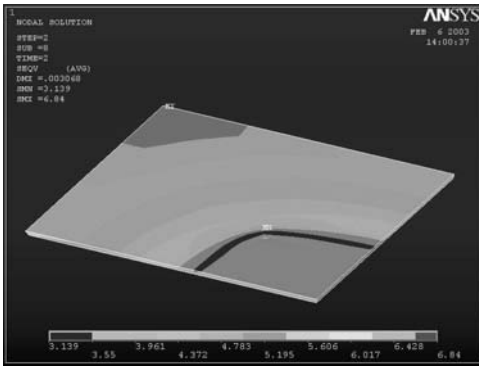 1
NODAL SOLUTION
STEP=2
SUB =8
TIME=2
SEQV (AVG)
DMX =.003068
SMN =3.139
SMX =6.84
ANSYS
FEB 6 2003
14:00:37
MX
MN
3.139 3.961 4.783 5.606 6.428
3.55 4.372 5.195 6.017 6.84